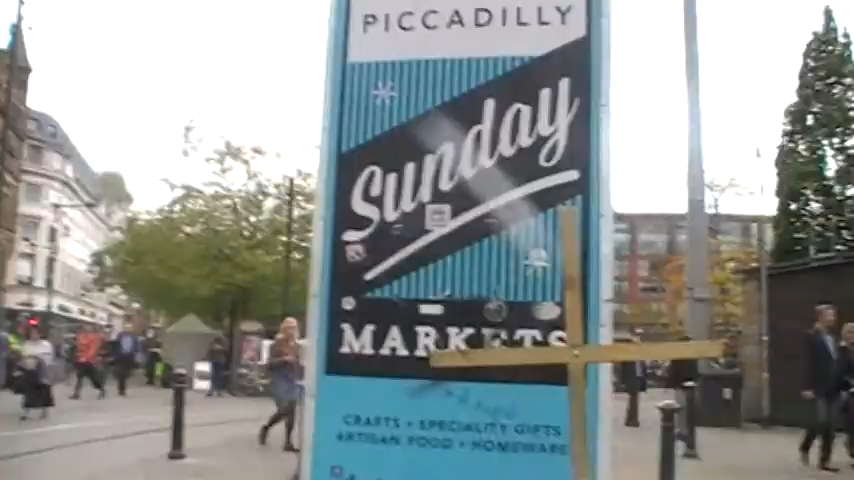 PICCADILLY
Sunday
MARKETS
CRAFTS • SPECIALITY GIFTS
ARTISAN FOOD • HOMEWARE